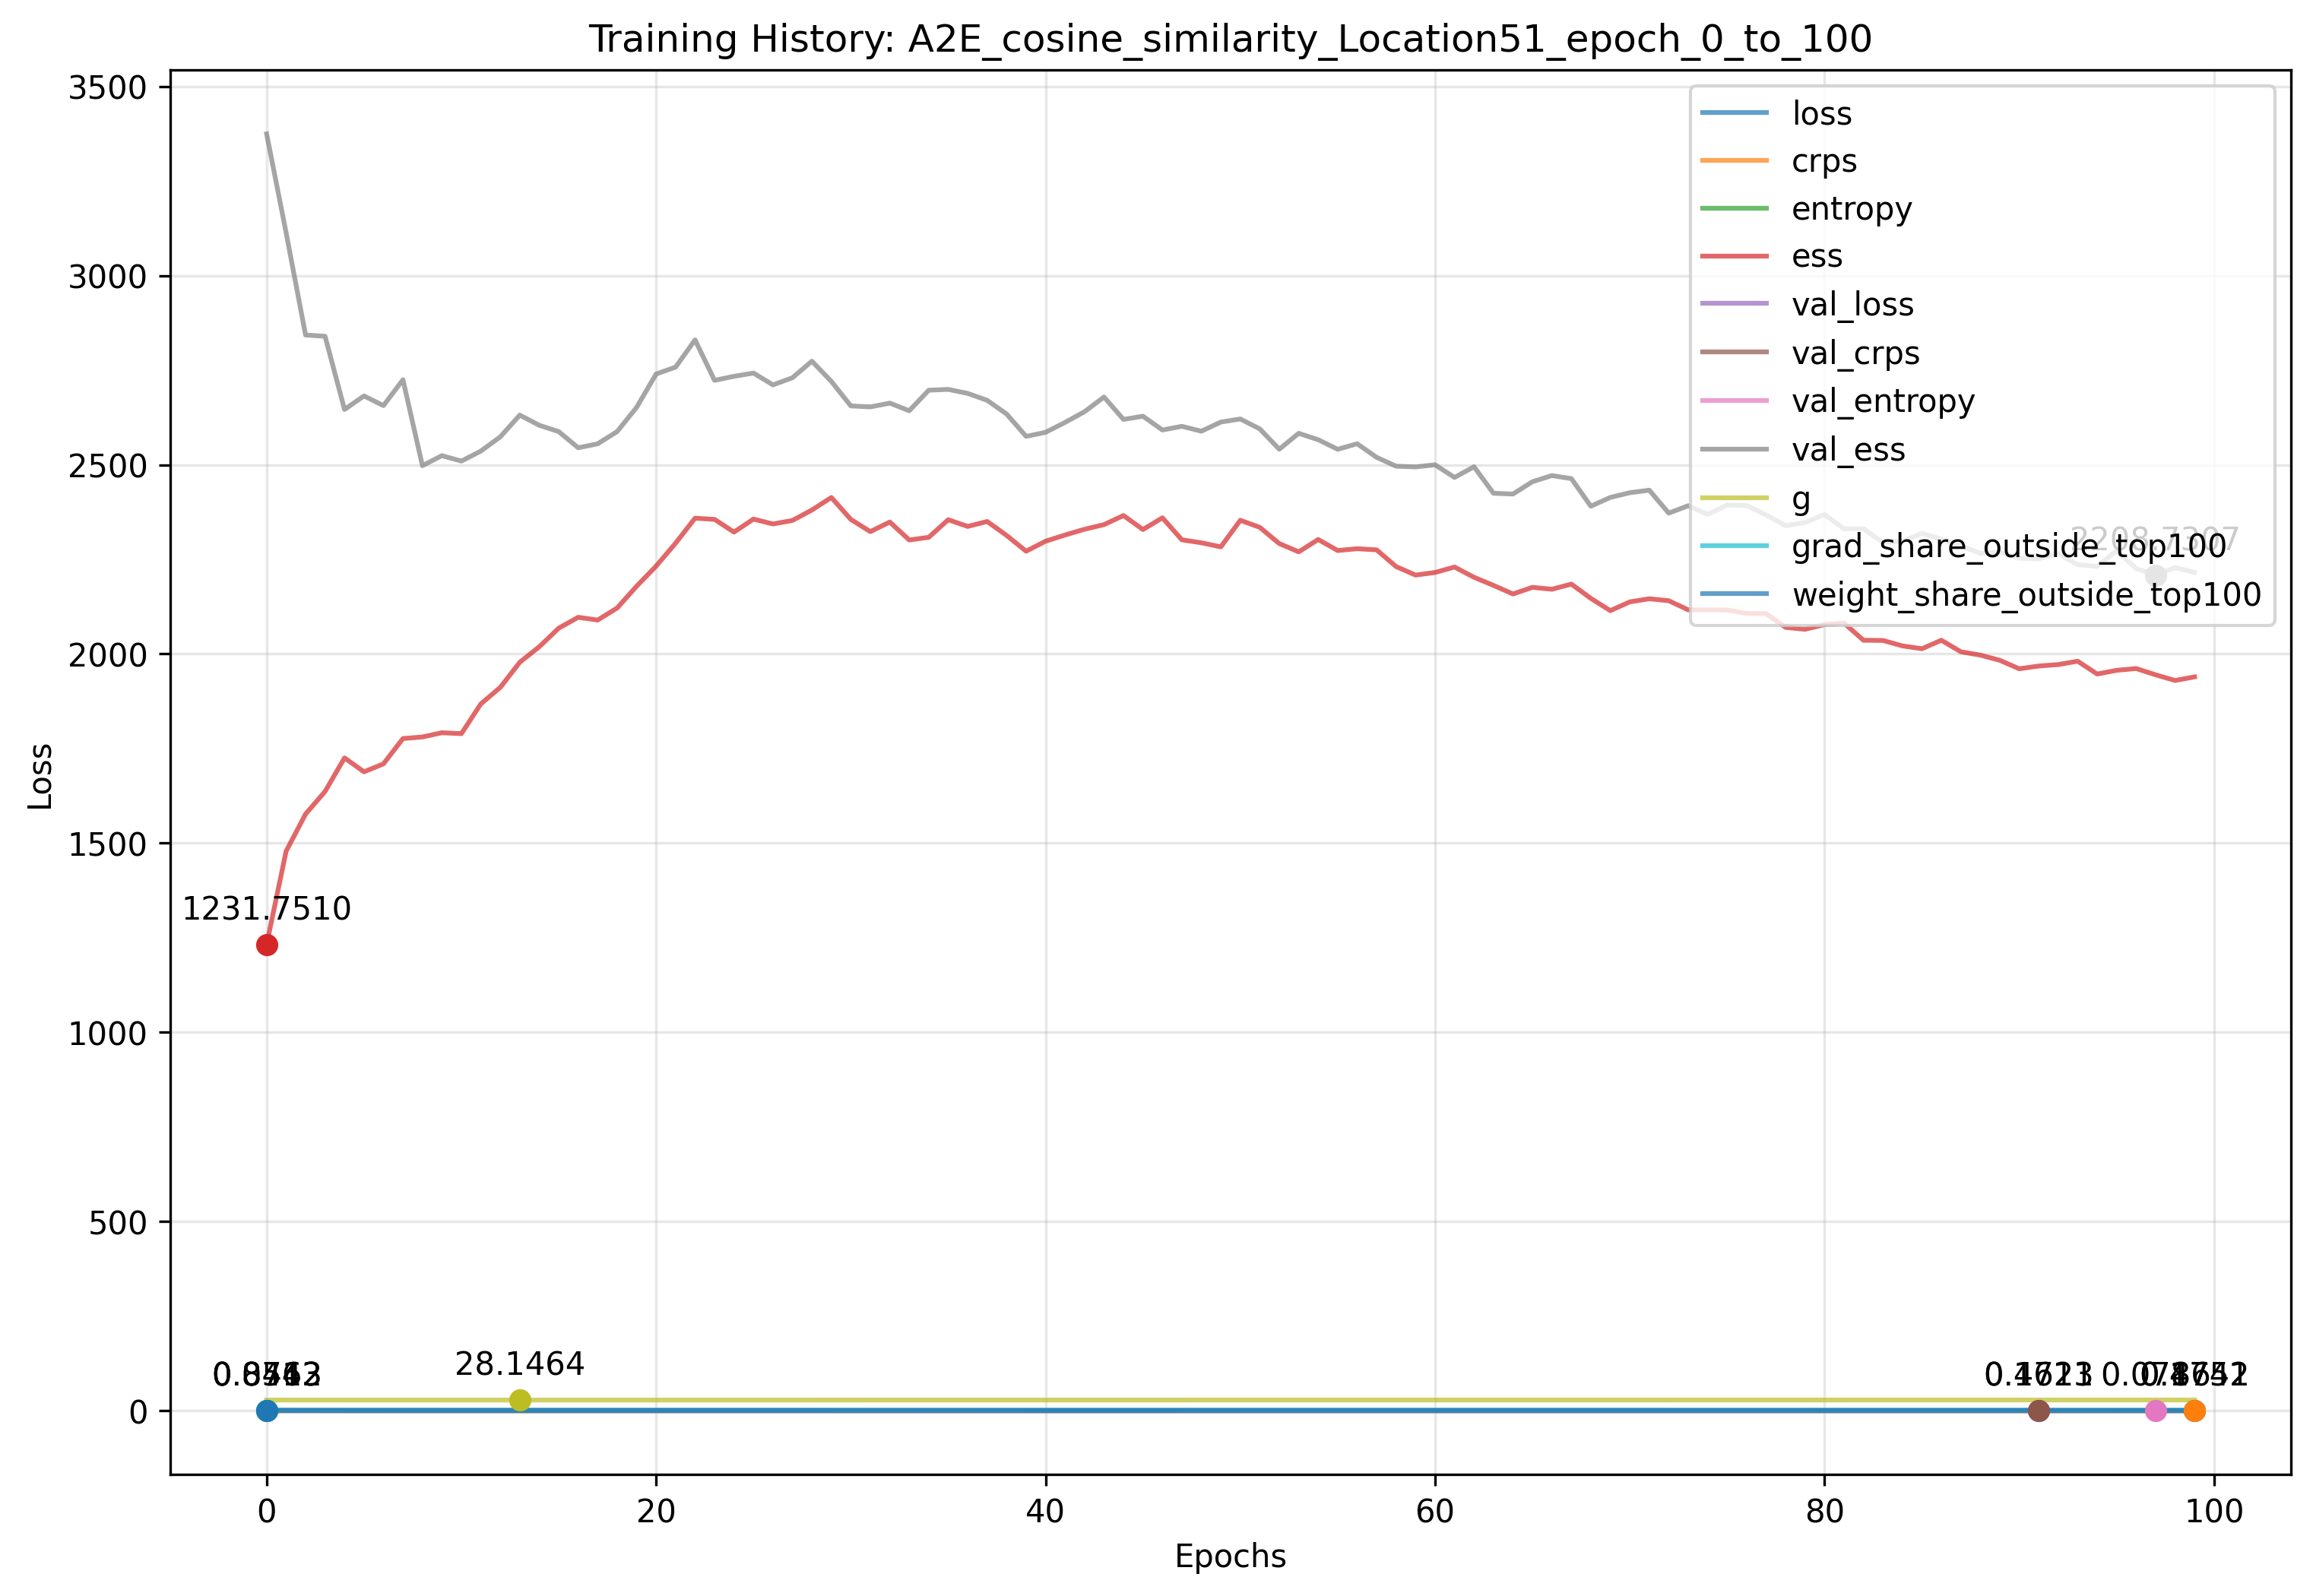 Training History: A2E_cosine_similarity_Location51_epoch_0_to_100
3500
3000
2500
2000
1500
1000
500
0
Loss
loss
crps
entropy
ess
val_loss
val_crps
val_entropy
val_ess
g
grad_share_outside_top100
weight_share_outside_top100
1231.7510
28.1464
0
20
40
60
80
100
Epochs